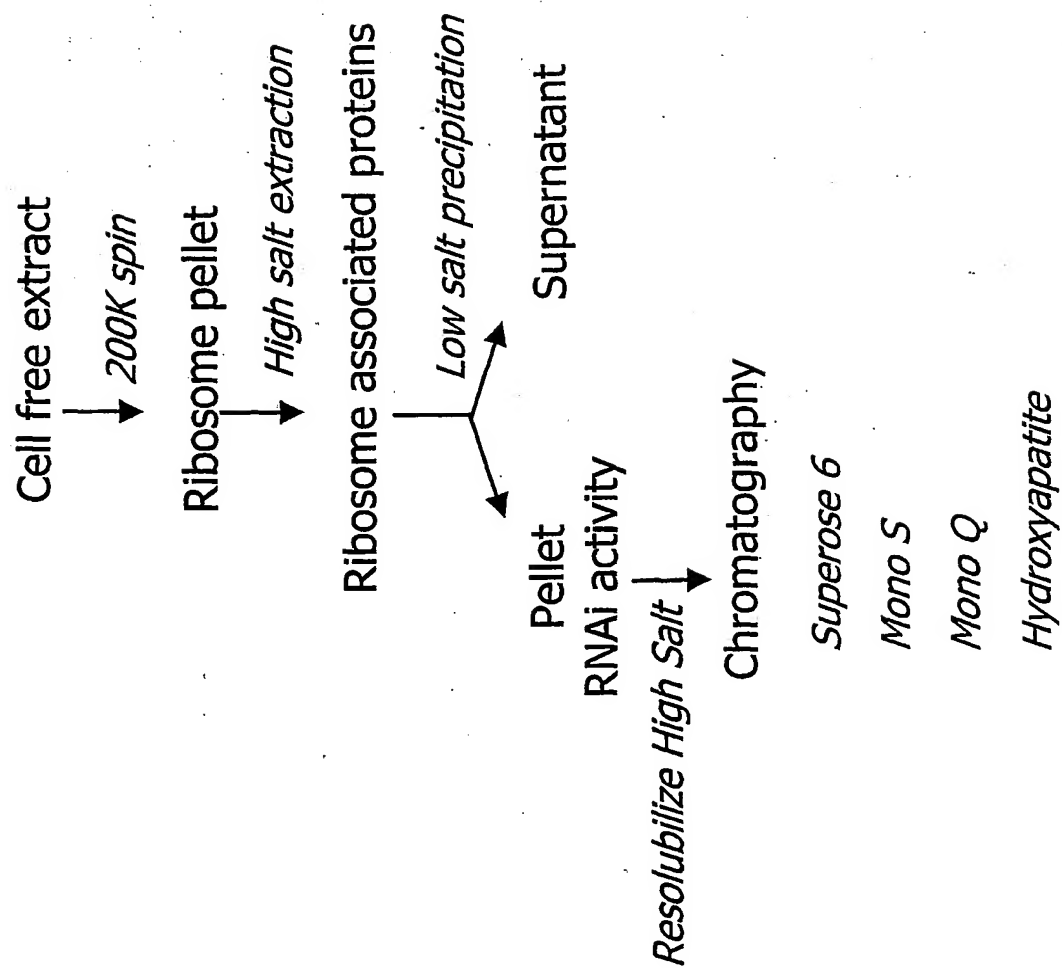 Cell free extract
200K spin
Ribosome pellet
High salt extraction
Ribosome associated proteins
Low salt precipitation
Pellet
Supernatant
RNAi activity
Resolubilize High Salt
Chromatography
Superose 6
Mono S
Mono Q
Hydroxyapatite